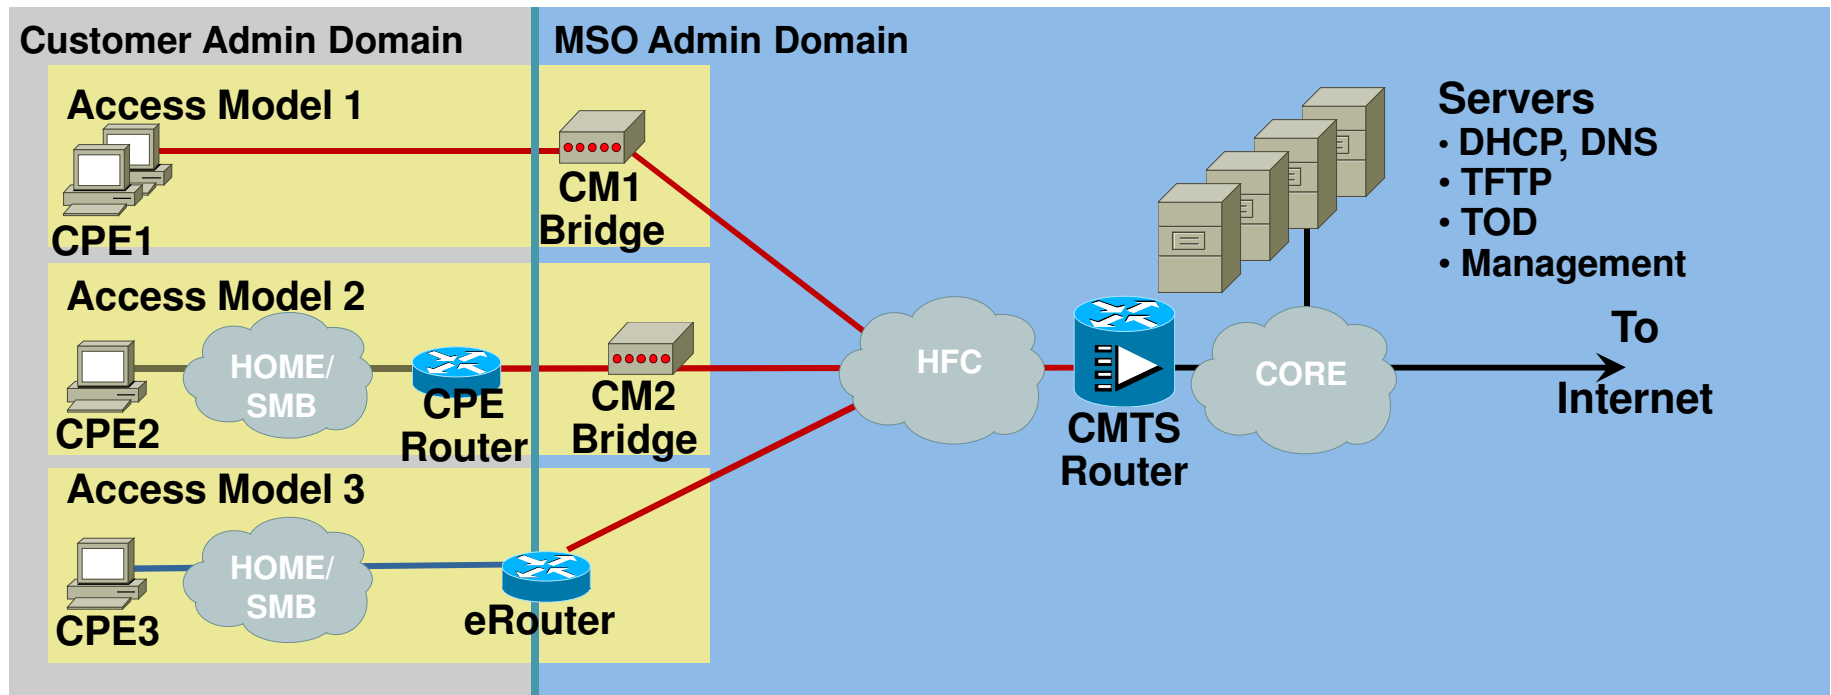 Customer Admin Domain
MSO Admin Domain
Access Model 1
CPE1
CM1
Bridge
Access Model 2
HOME/
SMB
CPE2
CPE
Router
CM2
Bridge
Access Model 3
HOME/
SMB
CPE3
eRouter
HFC
CMTS
Router
CORE
Servers
• DHCP, DNS
• TFTP
• TOD
• Management
To
Internet